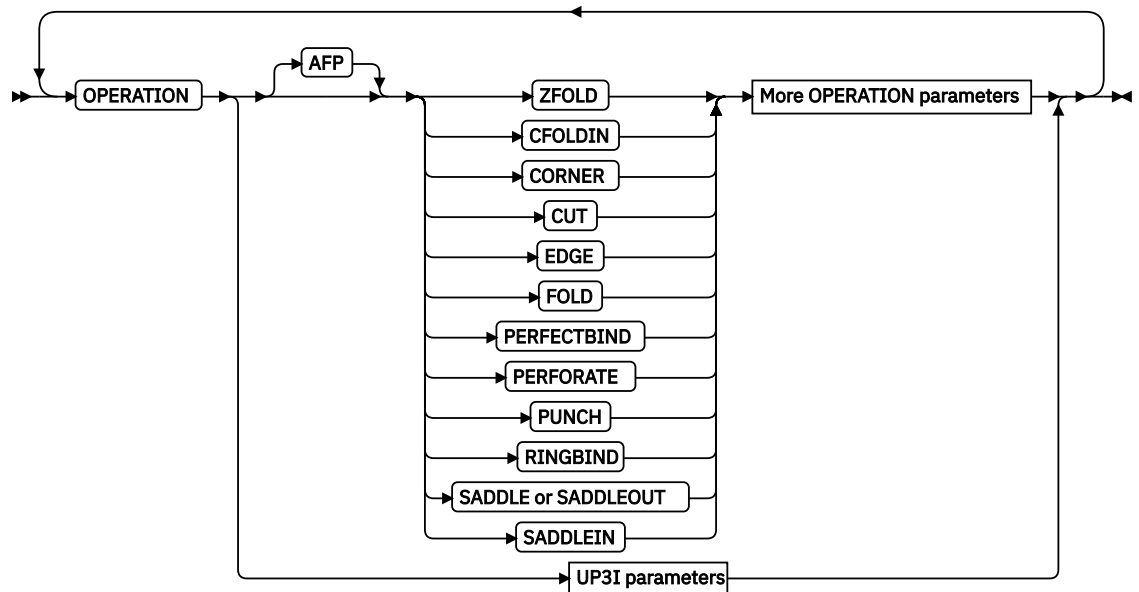 AFP
OPERATION
ZFOLD
More OPERATION parameters
CFOLDIN
CORNER
CUT
EDGE
FOLD
PERFECTBIND
PERFORATE
PUNCH
RINGBIND
SADDLE or SADDLEOUT
SADDLEIN
UP3I parameters